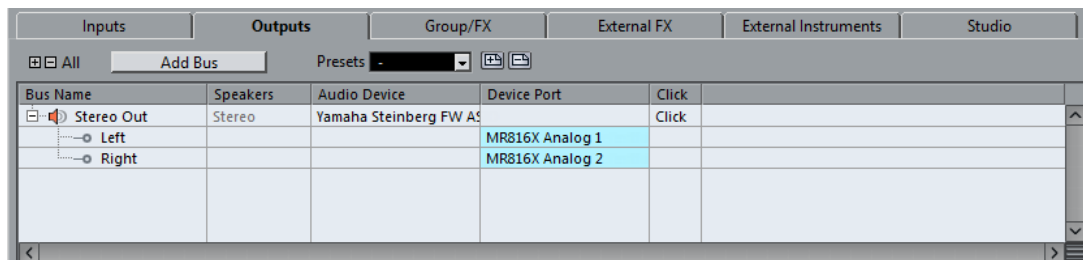 Inputs Outputs Group/FX External FX External Instruments Studio
All Add Bus Presets -
Bus Name Speakers Audio Device Device Port Click
Stereo Out Stereo Yamaha Steinberg FW AS Click
Left MR816X Analog 1
Right MR816X Analog 2